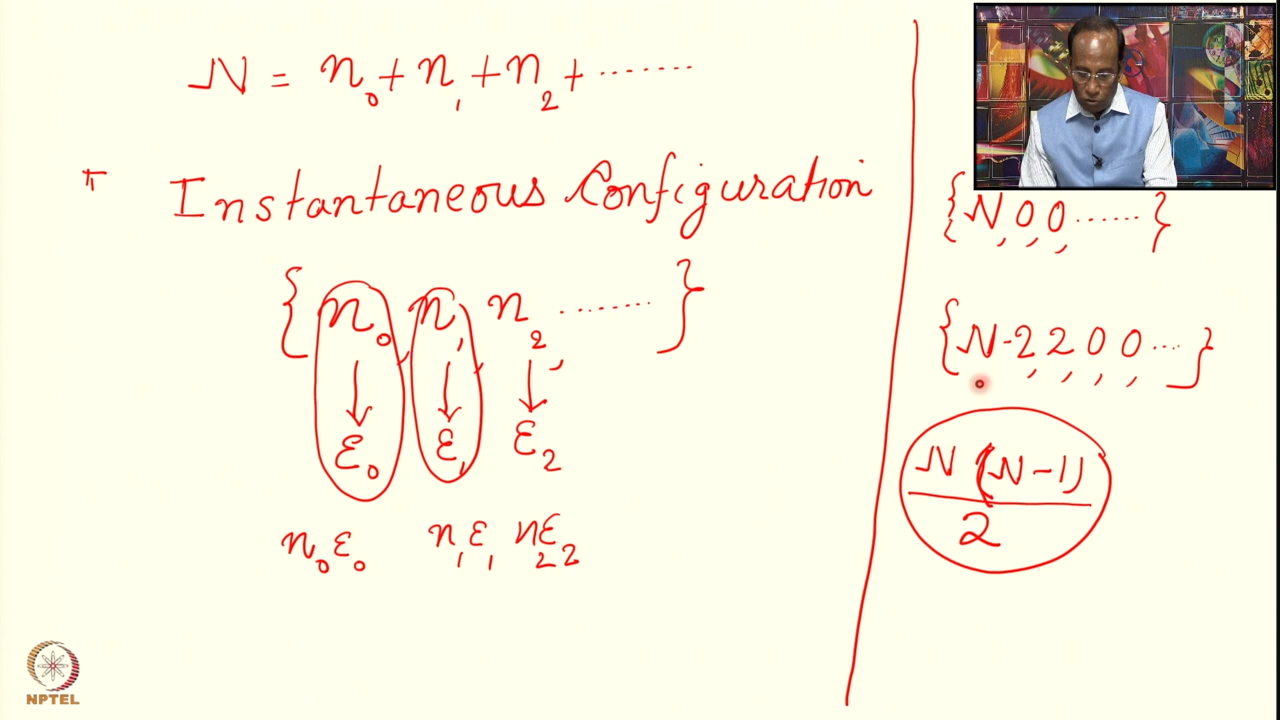 N = n₀ + n₁ + n₂ + .......
Instantaneous Configuration
{ n₀, n₁, n₂, ....... }
ε₀ ε₁ ε₂
n₀ε₀ n₁ε₁ n₂ε₂
{N, 0, 0, ...... }
{N-2, 2, 0, 0, ... }
N (N-1)
2
NPTEL